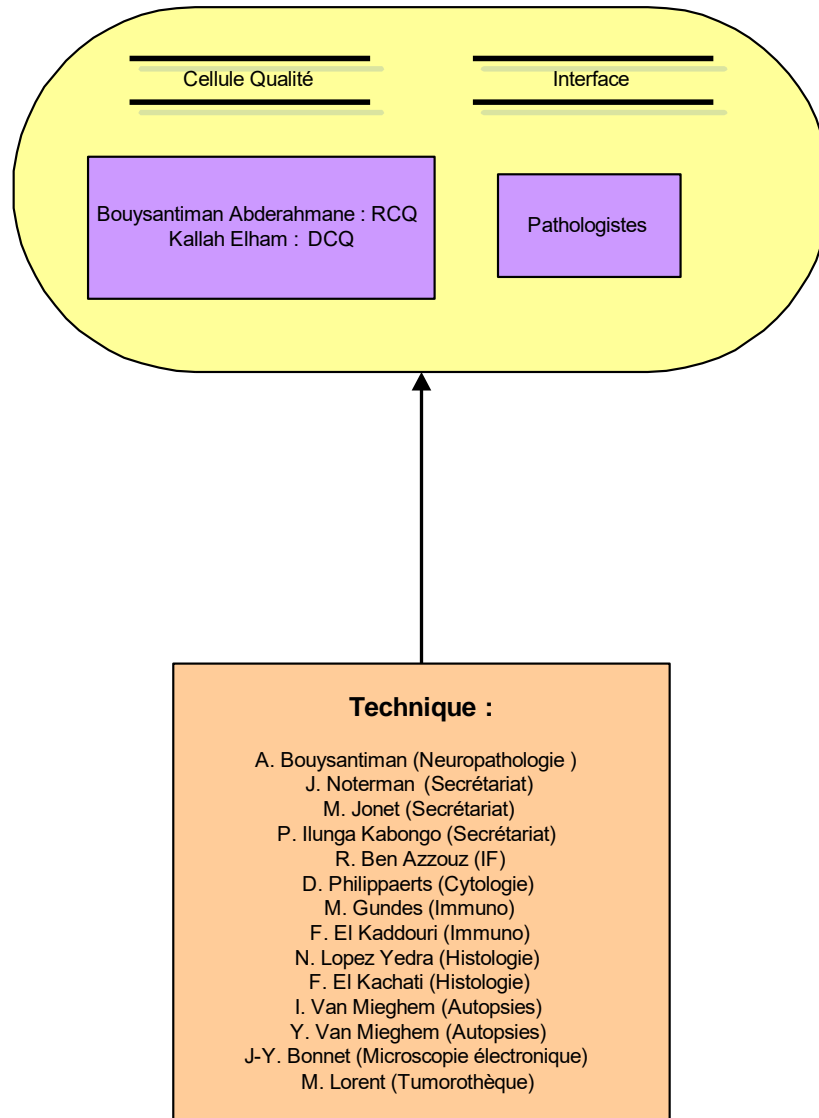 Cellule Qualité
Interface
Bouysantiman Abderahmane : RCQ
Kallah Elham : DCQ
Pathologistes
Technique :
A. Bouysantiman (Neuropathologie )
J. Noterman (Secrétariat)
M. Jonet (Secrétariat)
P. Ilunga Kabongo (Secrétariat)
R. Ben Azzouz (IF)
D. Philippaerts (Cytologie)
M. Gundes (Immuno)
F. El Kaddouri (Immuno)
N. Lopez Yedra (Histologie)
F. El Kachati (Histologie)
I. Van Mieghem (Autopsies)
Y. Van Mieghem (Autopsies)
J-Y. Bonnet (Microscopie électronique)
M. Lorent (Tumorothèque)